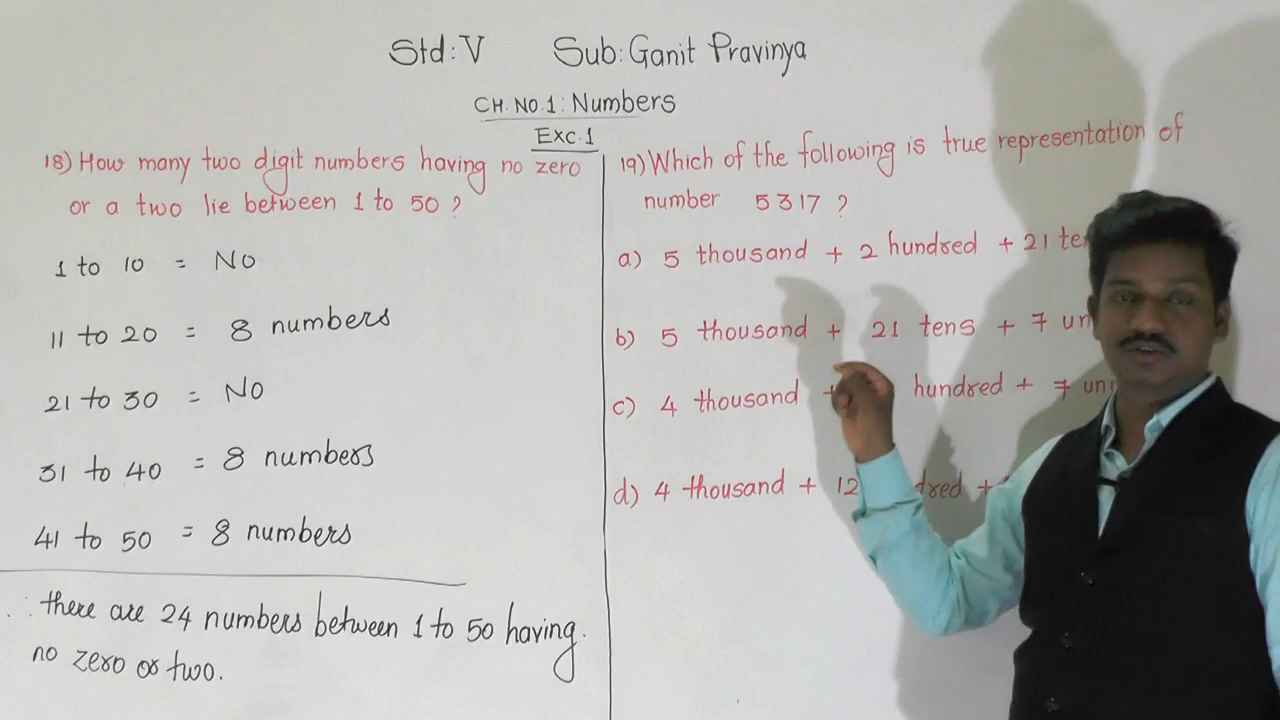 Std: V Sub: Ganit Pravinya
CH. NO. 1: Numbers
Exc. 1
18) How many two digit numbers having no zero
or a two lie between 1 to 50 ?
1 to 10 = No
11 to 20 = 8 numbers
21 to 30 = No
31 to 40 = 8 numbers
41 to 50 = 8 numbers
∴ there are 24 numbers between 1 to 50 having
no zero or two.
19) Which of the following is true representation of
number 5317 ?
a) 5 thousand + 2 hundred + 21
b) 5 thousand + 21 tens + 7
c) 4 thousand + hundred + 7
d) 4 thousand + 12